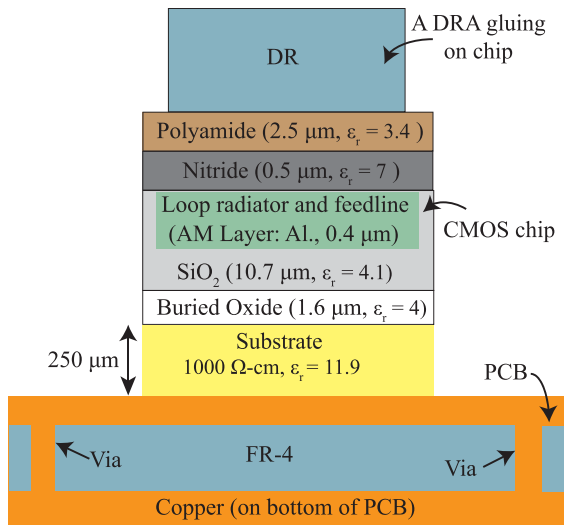 A DRA gluing
on chip
DR
Polyamide (2.5 μm, εr = 3.4 )
Nitride (0.5 μm, εr = 7 )
Loop radiator and feedline
(AM Layer: Al., 0.4 μm)
CMOS chip
SiO2 (10.7 μm, εr = 4.1)
Buried Oxide (1.6 μm, εr = 4)
250 μm
Substrate
1000 Ω-cm, εr = 11.9
PCB
Via
FR-4
Via
Copper (on bottom of PCB)